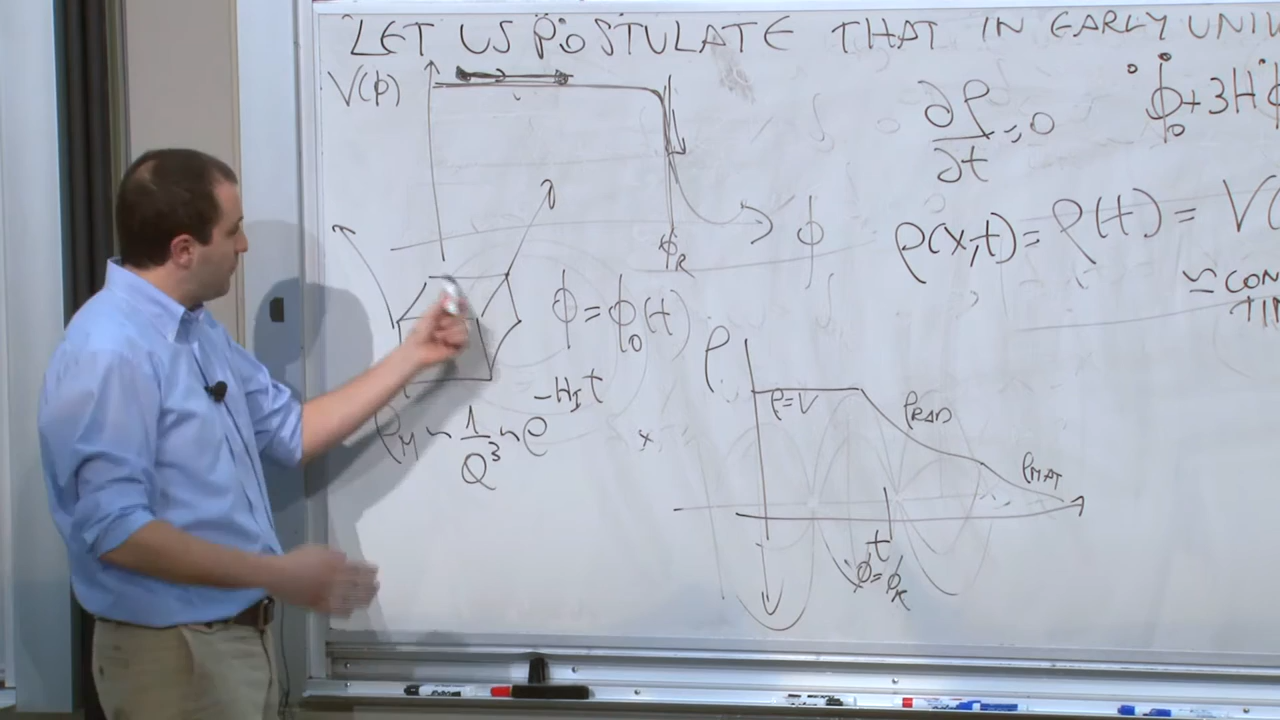 LET US POSTULATE THAT IN EARLY UNIV
V(φ)
∂ρ/∂t = 0
φ̈₀ + 3Hφ
φ
φ_R
ρ(x,t) = ρ(t) = V(
≃ CON
TI
φ = φ₀(t)
ρ
ρ=V
ρ_RAD
ρ_MAT
ρ_M ~ 1/a³ ~ e^{-H_I t}
t
φ=φ_R